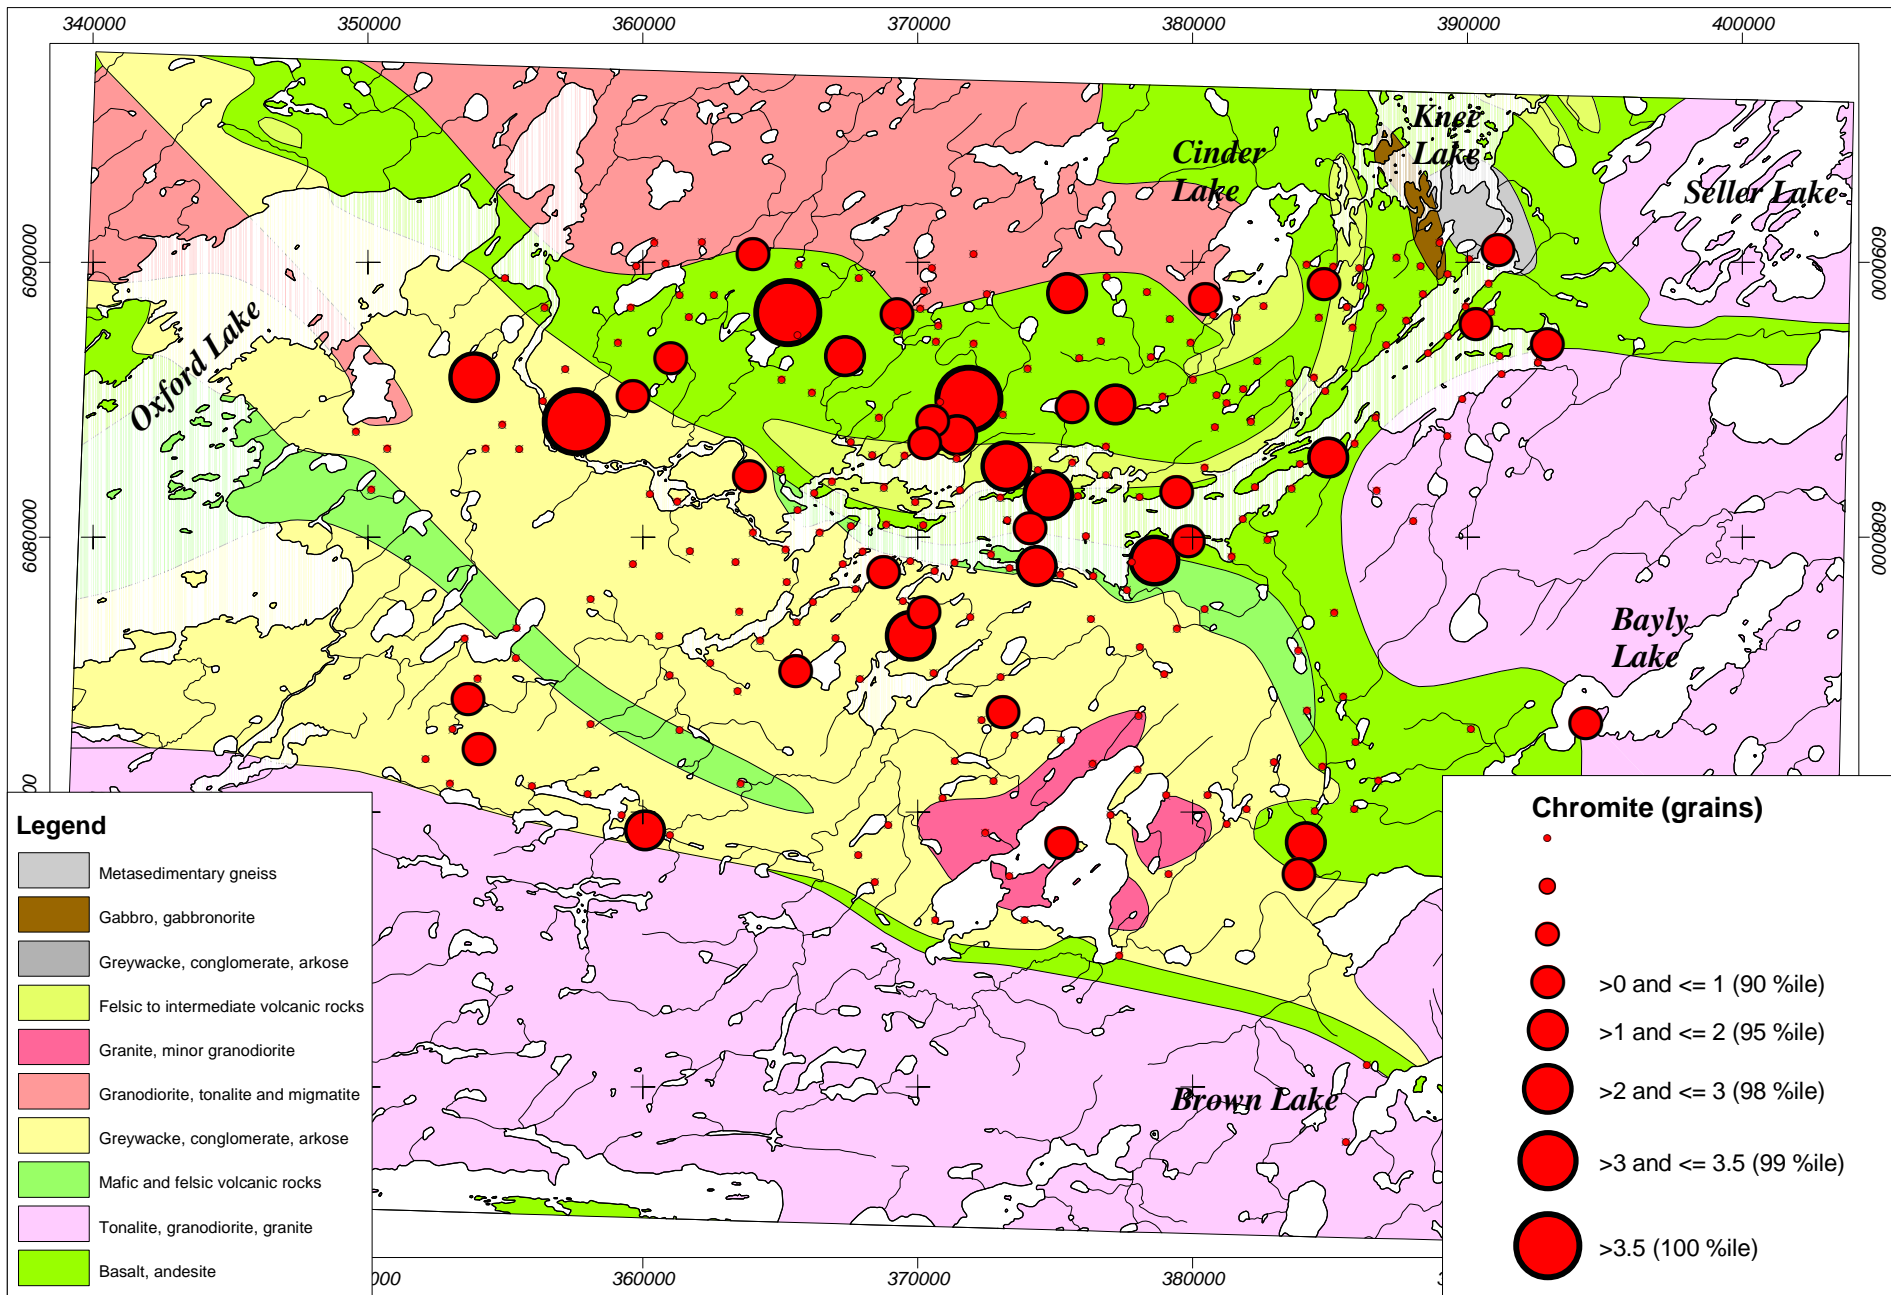 340000
350000
360000
370000
380000
390000
400000
Knee
Lake
Cinder
Lake
Seller Lake
6090000
6090000
Oxford Lake
6080000
6080000
Bayly
Lake
Brown Lake
Legend
Metasedimentary gneiss
Gabbro, gabbronorite
Greywacke, conglomerate, arkose
Felsic to intermediate volcanic rocks
Granite, minor granodiorite
Granodiorite, tonalite and migmatite
Greywacke, conglomerate, arkose
Mafic and felsic volcanic rocks
Tonalite, granodiorite, granite
Basalt, andesite
Chromite (grains)
>0 and <= 1 (90 %ile)
>1 and <= 2 (95 %ile)
>2 and <= 3 (98 %ile)
>3 and <= 3.5 (99 %ile)
>3.5 (100 %ile)
360000
370000
380000